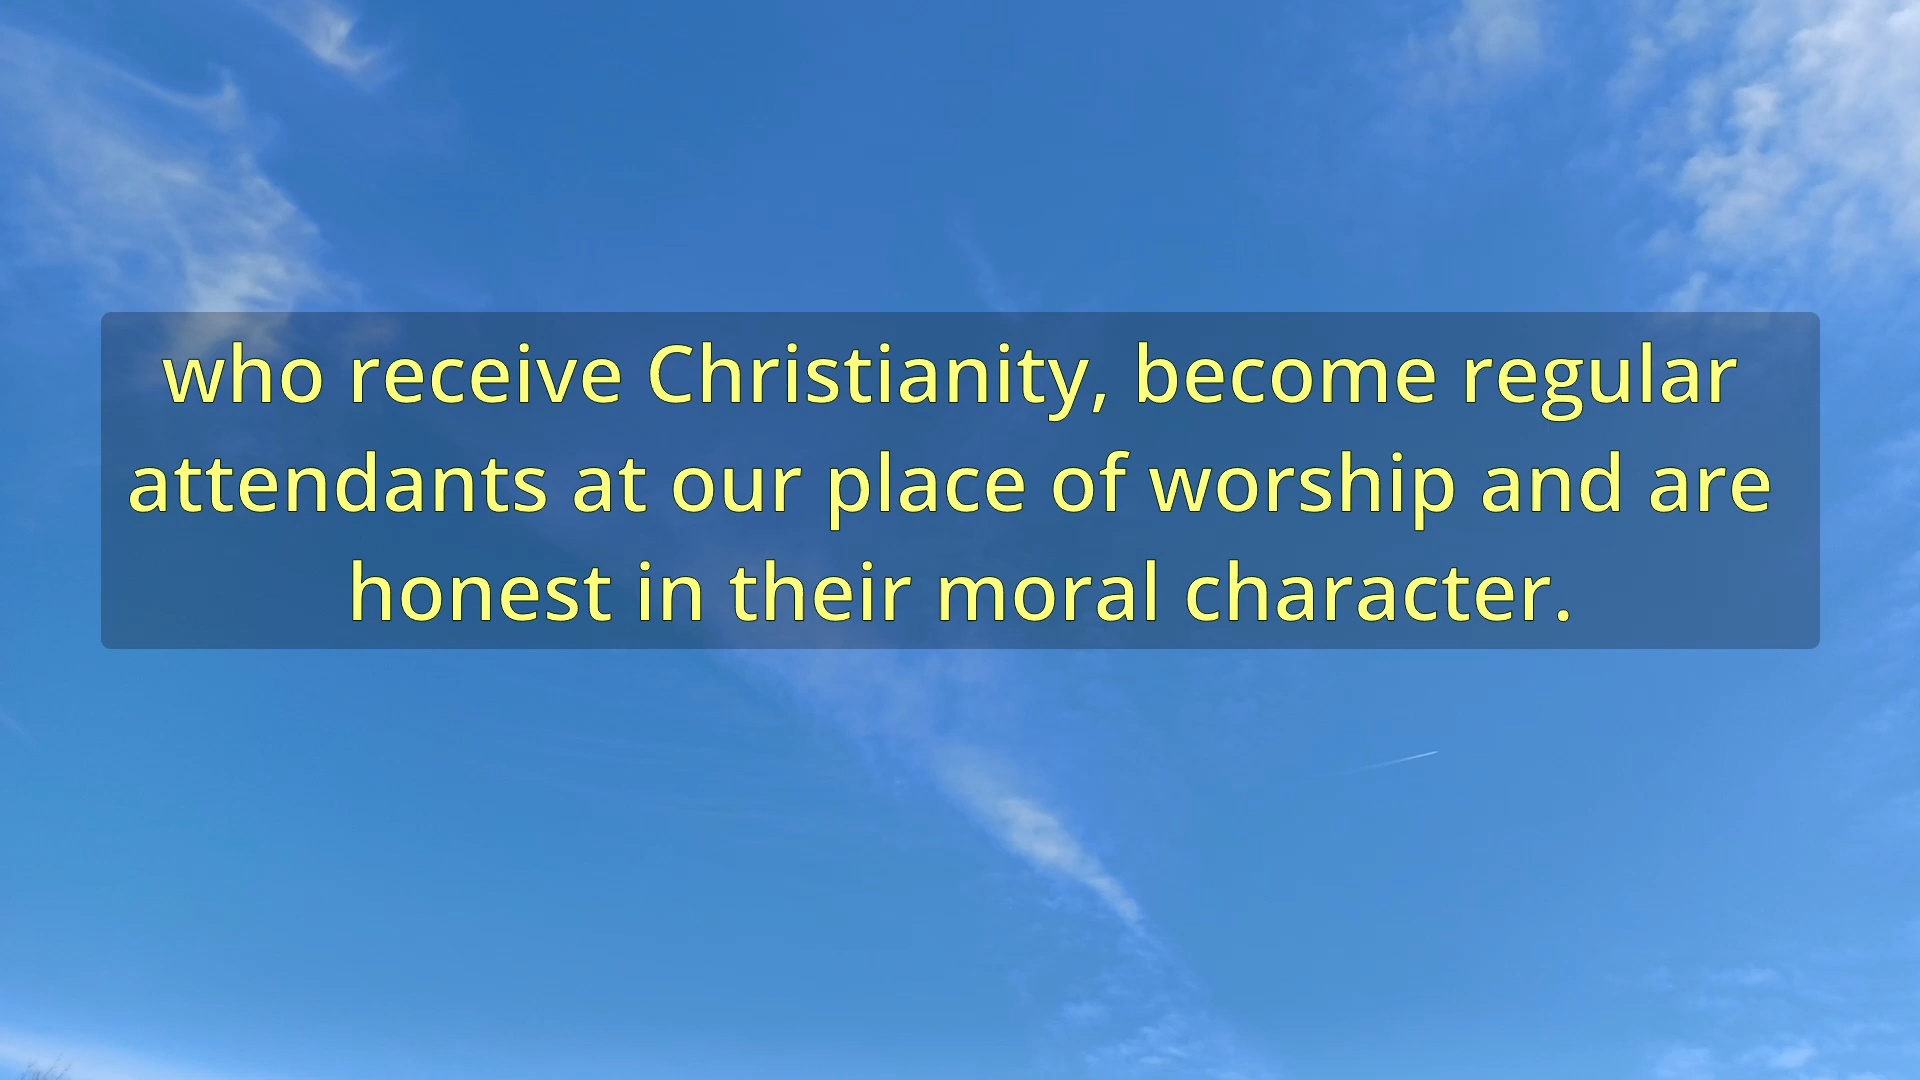 who receive Christianity, become regular
attendants at our place of worship and are
honest in their moral character.